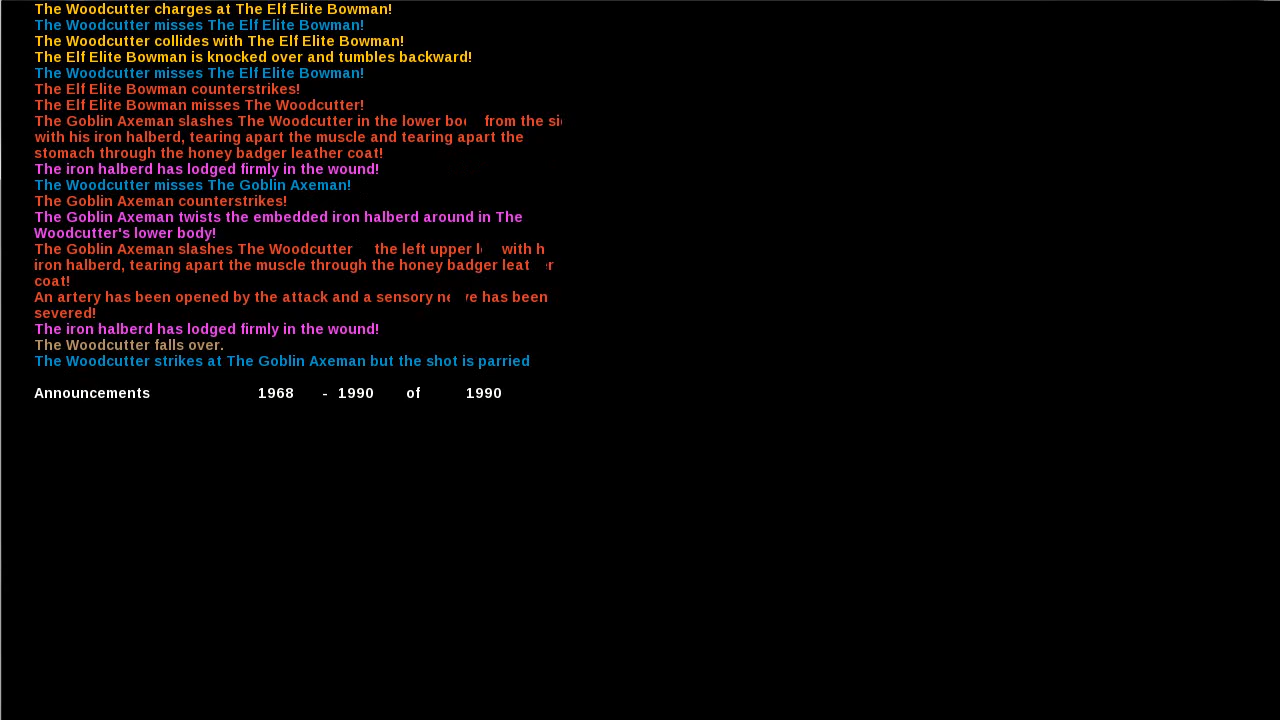 The Woodcutter charges at The Elf Elite Bowman!
The Woodcutter misses The Elf Elite Bowman!
The Woodcutter collides with The Elf Elite Bowman!
The Elf Elite Bowman is knocked over and tumbles backward!
The Woodcutter misses The Elf Elite Bowman!
The Elf Elite Bowman counterstrikes!
The Elf Elite Bowman misses The Woodcutter!
The Goblin Axeman slashes The Woodcutter in the lower from the
with his iron halberd, tearing apart the muscle and tearing apart the
stomach through the honey badger leather coat!
The iron halberd has lodged firmly in the wound!
The Woodcutter misses The Goblin Axeman!
The Goblin Axeman counterstrikes!
The Goblin Axeman twists the embedded iron halberd around in The
Woodcutter's lower body!
The Goblin Axeman slashes The Woodcutter the left upper with
iron halberd, tearing apart the muscle through the honey badger
coat!
An artery has been opened by the attack and a sensory has been
severed!
The iron halberd has lodged firmly in the wound!
The Woodcutter falls over.
The Woodcutter strikes at The Goblin Axeman but the shot is parried
Announcements 1968 - 1990 of 1990